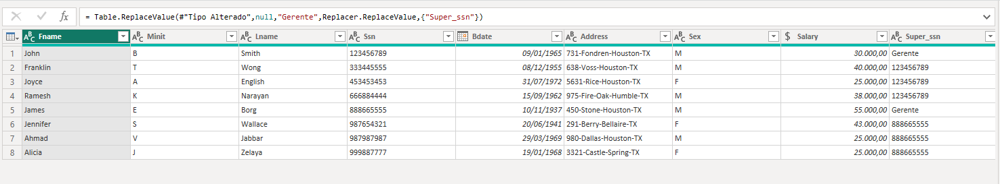 = Table.ReplaceValue(#"Tipo Alterado",null,"Gerente",Replacer.ReplaceValue,{"Super_ssn"})
Fname Minit Lname Ssn Bdate Address Sex $ Salary Super_ssn
1 John B Smith 123456789 09/01/1965 731-Fondren-Houston-TX M 30.000,00 Gerente
2 Franklin T Wong 333445555 08/12/1955 638-Voss-Houston-TX M 40.000,00 123456789
3 Joyce A English 453453453 31/07/1972 5631-Rice-Houston-TX F 25.000,00 123456789
4 Ramesh K Narayan 666884444 15/09/1962 975-Fire-Oak-Humble-TX M 38.000,00 123456789
5 James E Borg 888665555 10/11/1937 450-Stone-Houston-TX M 55.000,00 Gerente
6 Jennifer S Wallace 987654321 20/06/1941 291-Berry-Bellaire-TX F 43.000,00 888665555
7 Ahmad V Jabbar 987987987 29/03/1969 980-Dallas-Houston-TX M 25.000,00 888665555
8 Alicia J Zelaya 999887777 19/01/1968 3321-Castle-Spring-TX F 25.000,00 888665555